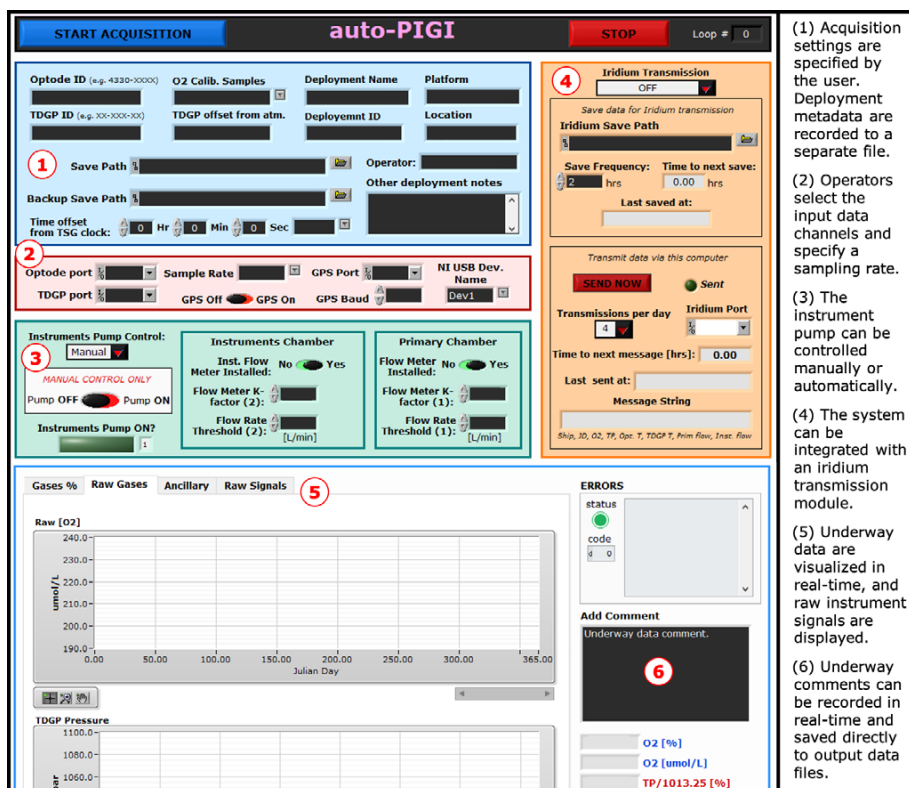 START ACQUISITION
auto-PIGI
STOP
Loop # 0
Optode ID (e.g. 4330-XXXX)
O2 Calib. Samples
Deployment Name
Platform
TDGP ID (e.g. XX-XXX-XX)
TDGP offset from atm.
Deployemnt ID
Location
1
Save Path
Operator:
Backup Save Path
Other deployment notes
Time offset
from TSG clock:
0 Hr 0 Min 0 Sec
2
Optode port
Sample Rate
GPS Port
NI USB Dev.
Name
TDGP port
GPS Off
GPS On
GPS Baud
Dev1
Instruments Pump Control:
Manual
3
MANUAL CONTROL ONLY
Pump OFF
Pump ON
Instruments Pump ON?
1
Instruments Chamber
Inst. Flow
Meter Installed:
No
Yes
Flow Meter K-
factor (2):
Flow Rate
Threshold (2):
[L/min]
Primary Chamber
Flow Meter
Installed:
No
Yes
Flow Meter K-
factor (1):
Flow Rate
Threshold (1):
[L/min]
4
Iridium Transmission
OFF
Save data for Iridium transmission
Iridium Save Path
Save Frequency:
Time to next save:
2 hrs
0.00 hrs
Last saved at:
Transmit data via this computer
SEND NOW
Sent
Transmissions per day
Iridium Port
4
Time to next message [hrs]: 0.00
Last sent at:
Message String
Ship, ID, O2, TP, Opt. T, TDGP T, Prim flow, Inst. flow
Gases %
Raw Gases
Ancillary
Raw Signals
5
Raw [O2]
240.0
230.0
220.0
210.0
200.0
190.0
umol/L
0.00 50.00 100.00 150.00 200.00 250.00 300.00 365.00
Julian Day
TDGP Pressure
1100.0
1080.0
1060.0
ERRORS
status
code
d 0
Add Comment
Underway data comment.
6
O2 [%]
O2 [umol/L]
TP/1013.25 [%]
(1) Acquisition
settings are
specified by
the user.
Deployment
metadata are
recorded to a
separate file.
(2) Operators
select the
input data
channels and
specify a
sampling rate.
(3) The
instrument
pump can be
controlled
manually or
automatically.
(4) The system
can be
integrated with
an iridium
transmission
module.
(5) Underway
data are
visualized in
real-time, and
raw instrument
signals are
displayed.
(6) Underway
comments can
be recorded in
real-time and
saved directly
to output data
files.